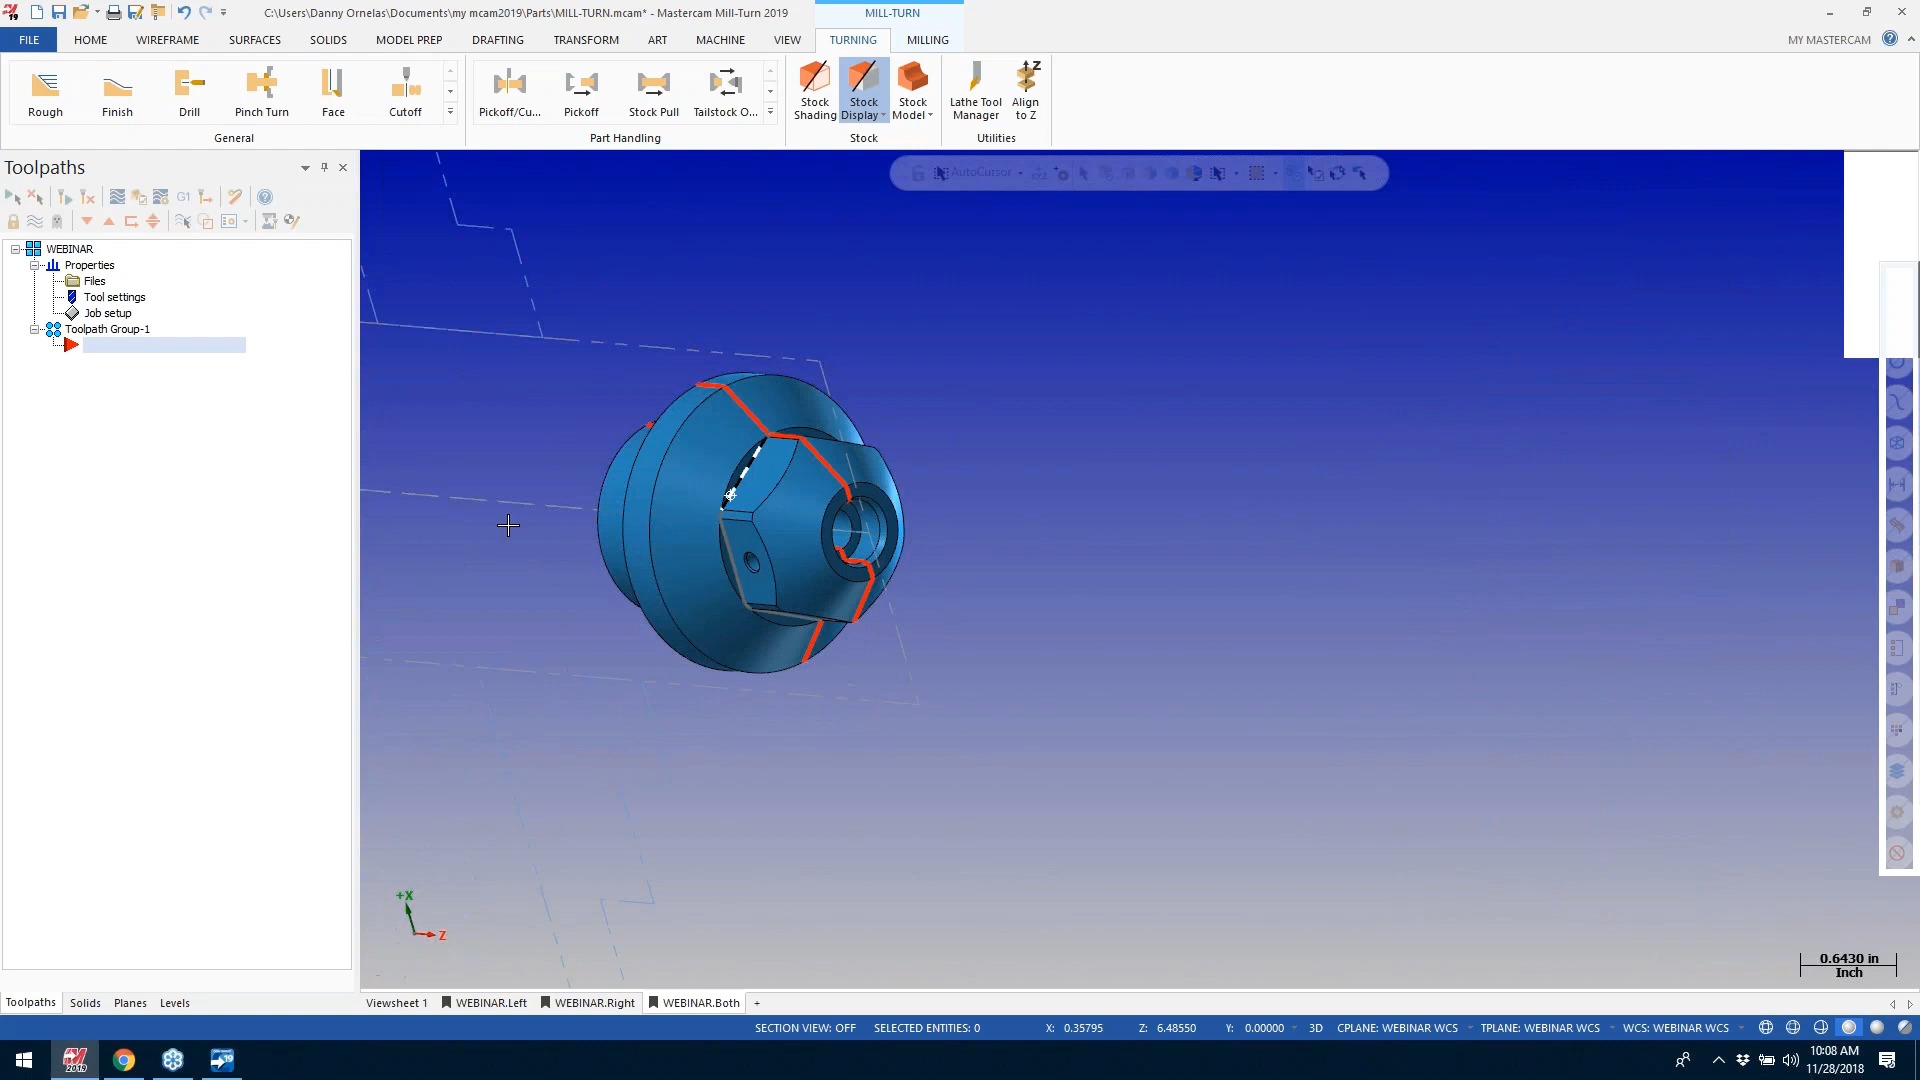 C:\Users\Danny Ornelas\Documents\my mcam2019\Parts\MILL-TURN.mcam* - Mastercam Mill-Turn 2019
MILL-TURN
FILE HOME WIREFRAME SURFACES SOLIDS MODEL PREP DRAFTING TRANSFORM ART MACHINE VIEW TURNING MILLING MY MASTERCAM
Rough Finish Drill Pinch Turn Face Cutoff
Pickoff/Cu... Pickoff Stock Pull Tailstock O...
Stock Shading
Stock Display
Stock Model
Lathe Tool Manager
Align to Z
General Part Handling Stock Utilities
Toolpaths
AutoCursor
G1
WEBINAR
Properties
Files
Tool settings
Job setup
Toolpath Group-1
+X
Z
0.6430 in
Inch
Toolpaths Solids Planes Levels
Viewsheet 1 WEBINAR.Left WEBINAR.Right WEBINAR.Both +
SECTION VIEW: OFF SELECTED ENTITIES: 0 X: 0.35795 Z: 6.48550 Y: 0.00000 3D CPLANE: WEBINAR WCS TPLANE: WEBINAR WCS WCS: WEBINAR WCS
2019
19
10:08 AM
11/28/2018